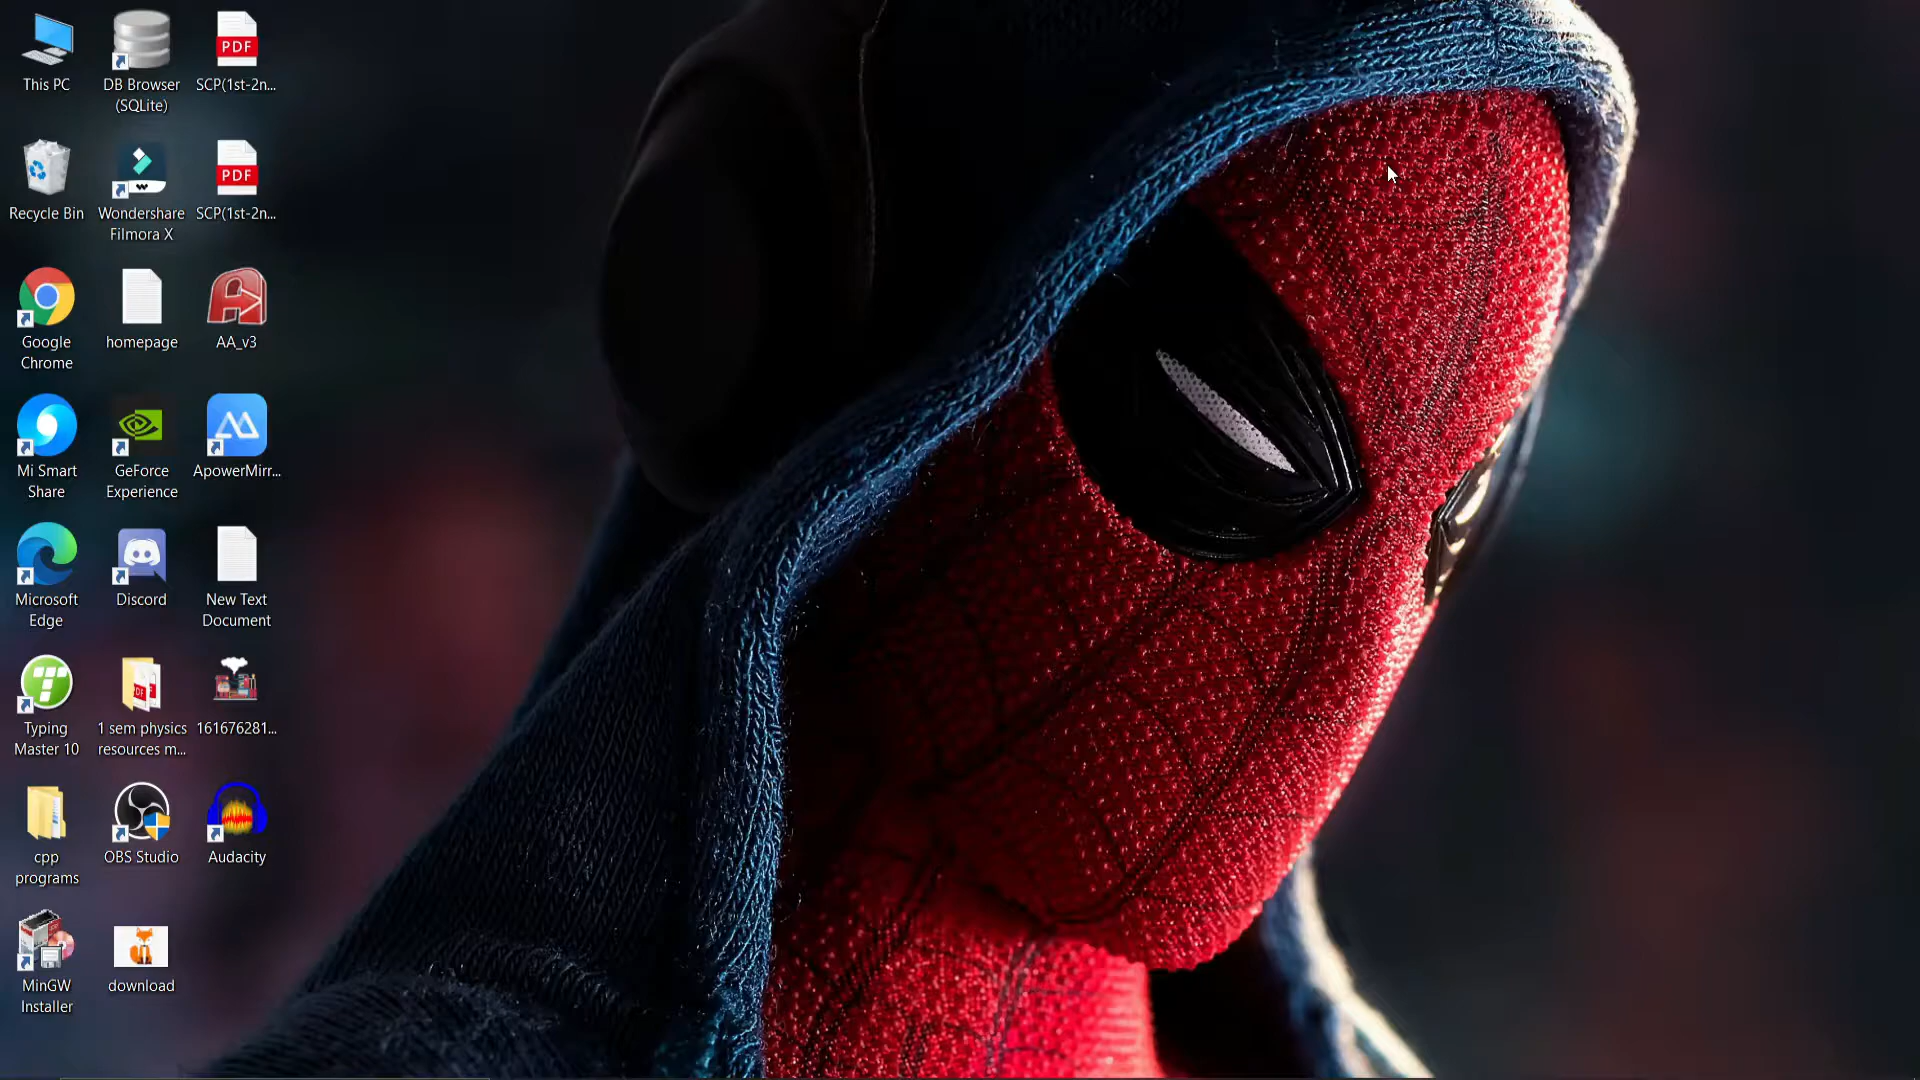 This PC
DB Browser
(SQLite)
PDF
SCP(1st-2n...
Recycle Bin
Wondershare
Filmora X
PDF
SCP(1st-2n...
Google
Chrome
homepage
AA_v3
Mi Smart
Share
GeForce
Experience
ApowerMirr...
Microsoft
Edge
Discord
New Text
Document
Typing
Master 10
PDF
1 sem physics
resources m...
161676281...
cpp
programs
OBS Studio
Audacity
MinGW
Installer
download